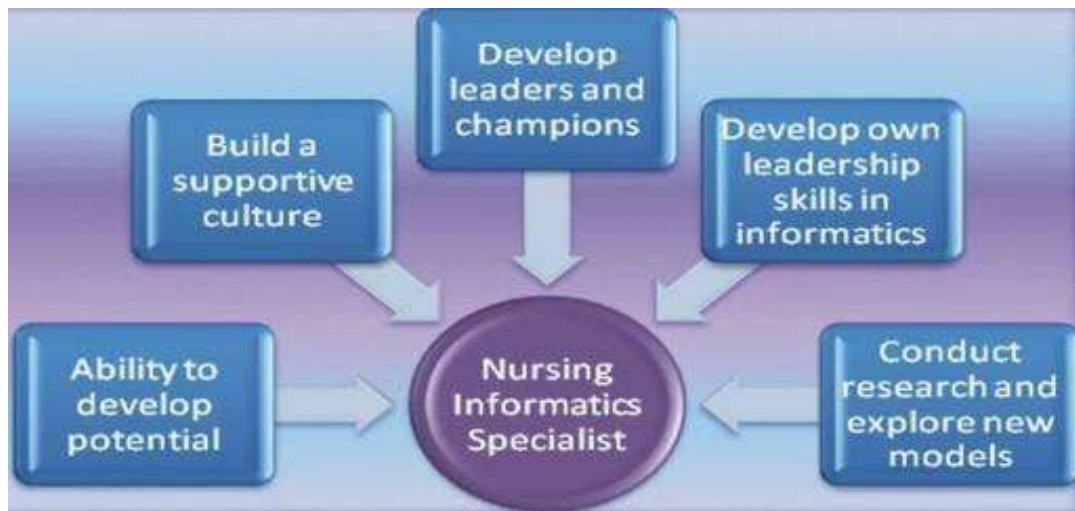 Develop
leaders and
champions
Build a
supportive
culture
Develop own
leadership
skills in
informatics
Ability to
develop
potential
Nursing
Informatics
Specialist
Conduct
research and
explore new
models